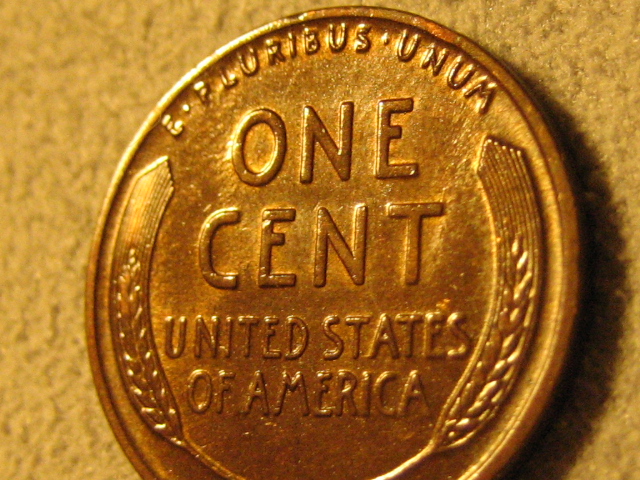 E·PLURIBUS·UNUM
ONE
CENT
UNITED STATES
OF AMERICA